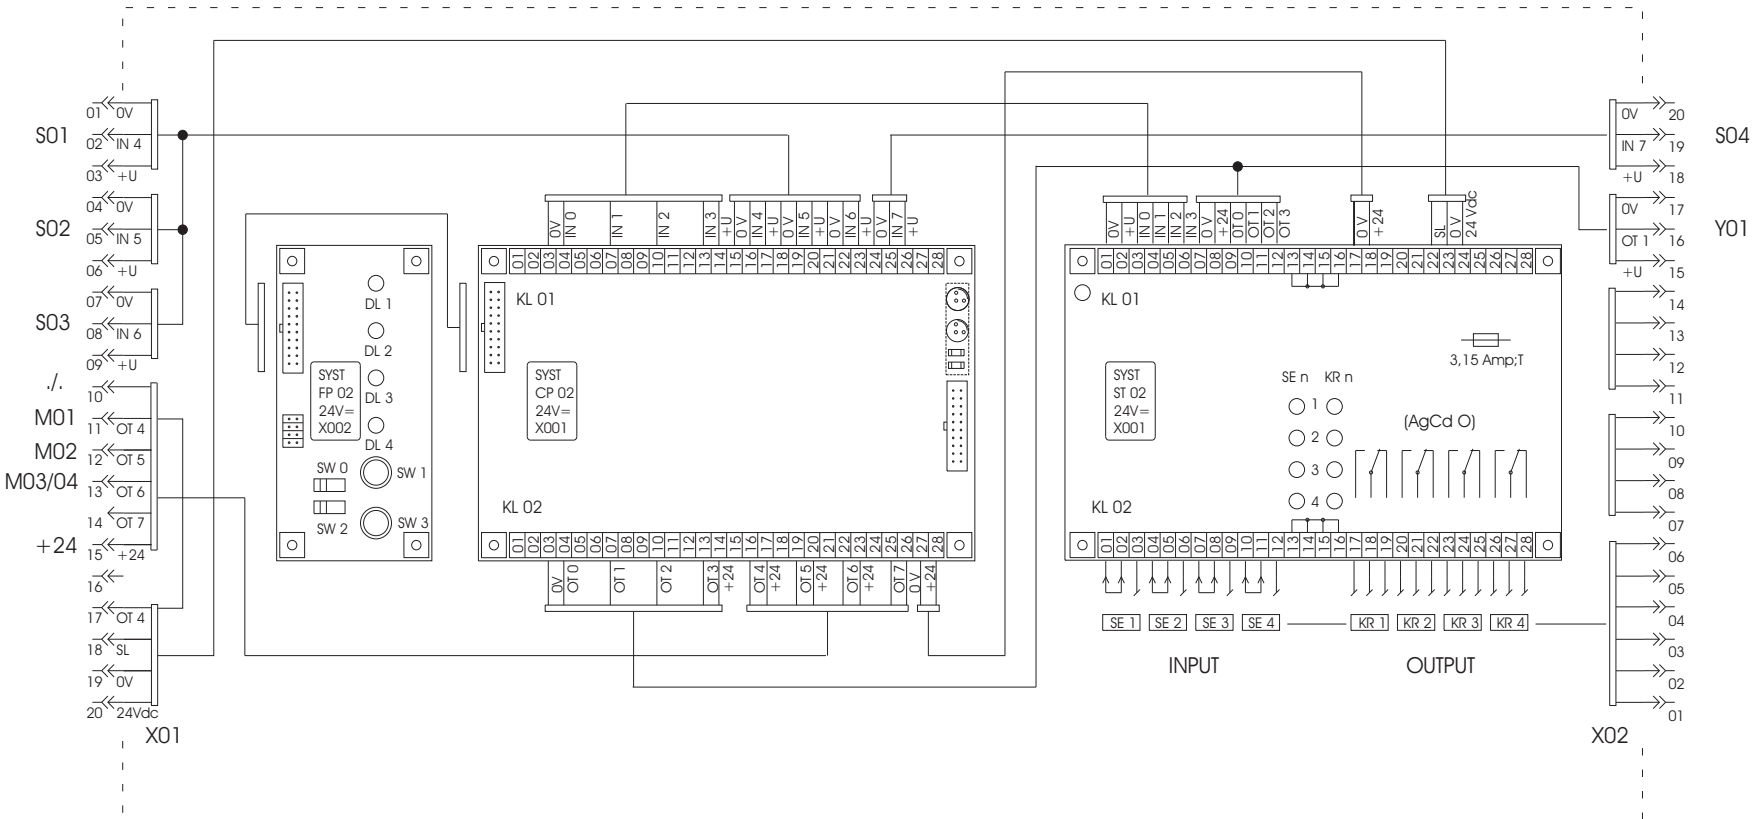 S01
01 0V
02 IN 4
03 +U
S02
04 0V
05 IN 5
06 +U
S03
07 0V
08 IN 6
09 +U
./.
10
M01
11 OT 4
M02
12 OT 5
M03/04
13 OT 6
14 OT 7
+24
15 +24
16
17 OT 4
18 SL
19 0V
20 24Vdc
X01
DL 1
DL 2
DL 3
DL 4
SYST
FP 02
24V=
X002
SW 0
SW 1
SW 2
SW 3
0V
IN 0
IN 1
IN 2
IN 3
+U
0 V
IN 4
+U
0 V
IN 5
+U
0 V
IN 6
+U
0 V
IN 7
+U
01 02 03 04 05 06 07 08 09 10 11 12 13 14 15 16 17 18 19 20 21 22 23 24 25 26 27 28
KL 01
SYST
CP 02
24V=
X001
KL 02
01 02 03 04 05 06 07 08 09 10 11 12 13 14 15 16 17 18 19 20 21 22 23 24 25 26 27 28
0V
OT 0
OT 1
OT 2
OT 3
+24
OT 4
+24
OT 5
+24
OT 6
+24
OT 7
0 V
+24
0V
+U
IN 0
IN 1
IN 2
IN 3
0 V
+24
OT0
OT 1
OT 2
OT 3
0 V
+24
SL
0 V
24 Vdc
01 02 03 04 05 06 07 08 09 10 11 12 13 14 15 16 17 18 19 20 21 22 23 24 25 26 27 28
KL 01
3,15 Amp;T
SYST
ST 02
24V=
X001
SE n KR n
1
2
3
4
(AgCd O)
KL 02
01 02 03 04 05 06 07 08 09 10 11 12 13 14 15 16 17 18 19 20 21 22 23 24 25 26 27 28
SE 1 SE 2 SE 3 SE 4 KR 1 KR 2 KR 3 KR 4
INPUT OUTPUT
S04
0V 20
IN 7 19
+U 18
Y01
0V 17
OT 1 16
+U 15
14
13
12
11
10
09
08
07
06
05
04
03
02
01
X02